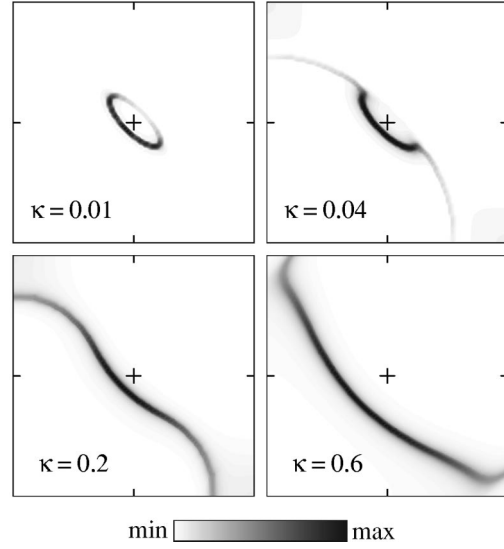 κ = 0.01
κ = 0.04
κ = 0.2
κ = 0.6
min max